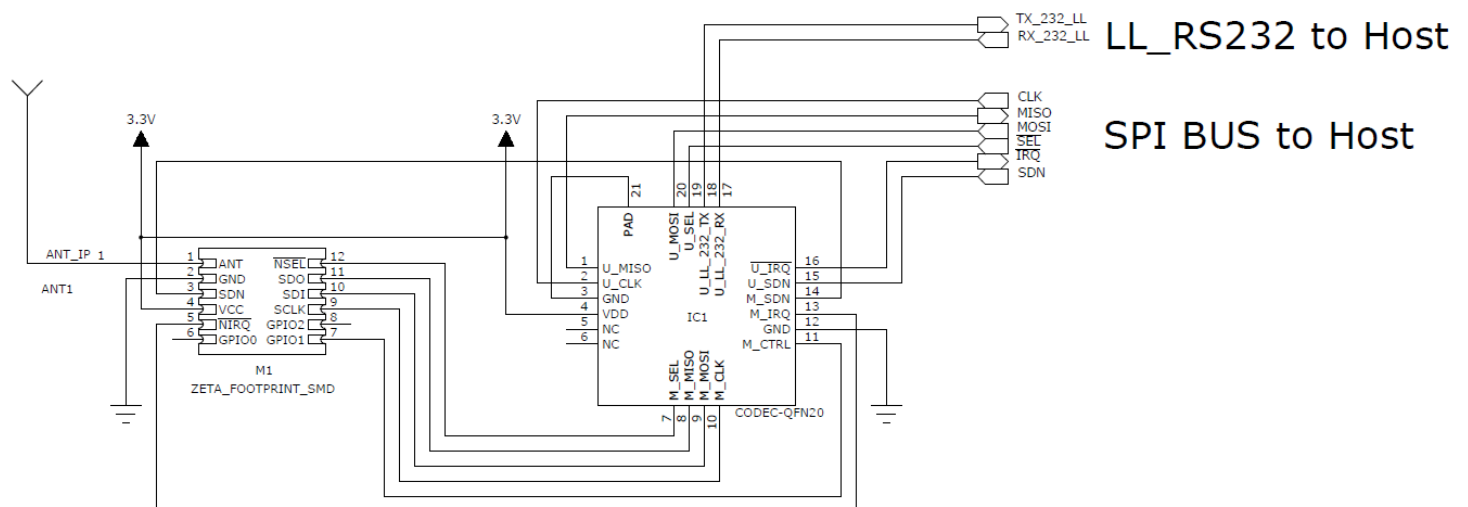 TX_232_LL
RX_232_LL
LL_RS232 to Host
CLK
MISO
MOSI
SEL
IRQ
SDN
SPI BUS to Host
3.3V
3.3V
ANT_IP 1
ANT1
1 ANT
2 GND
3 SDN
4 VCC
5 NIRQ
6 GPIO0
NSEL 12
SDO 11
SDI 10
SCLK 9
GPIO2 8
GPIO1 7
M1
ZETA_FOOTPRINT_SMD
21 PAD
20 U_MOSI
19 U_SEL
18 U_LL_232_TX
17 U_LL_232_RX
1 U_MISO
2 U_CLK
3 GND
4 VDD
5 NC
6 NC
IC1
U_IRQ 16
U_SDN 15
M_SDN 14
M_IRQ 13
GND 12
M_CTRL 11
M_SEL 7
M_MISO 8
M_MOSI 9
M_CLK 10
CODEC-QFN20